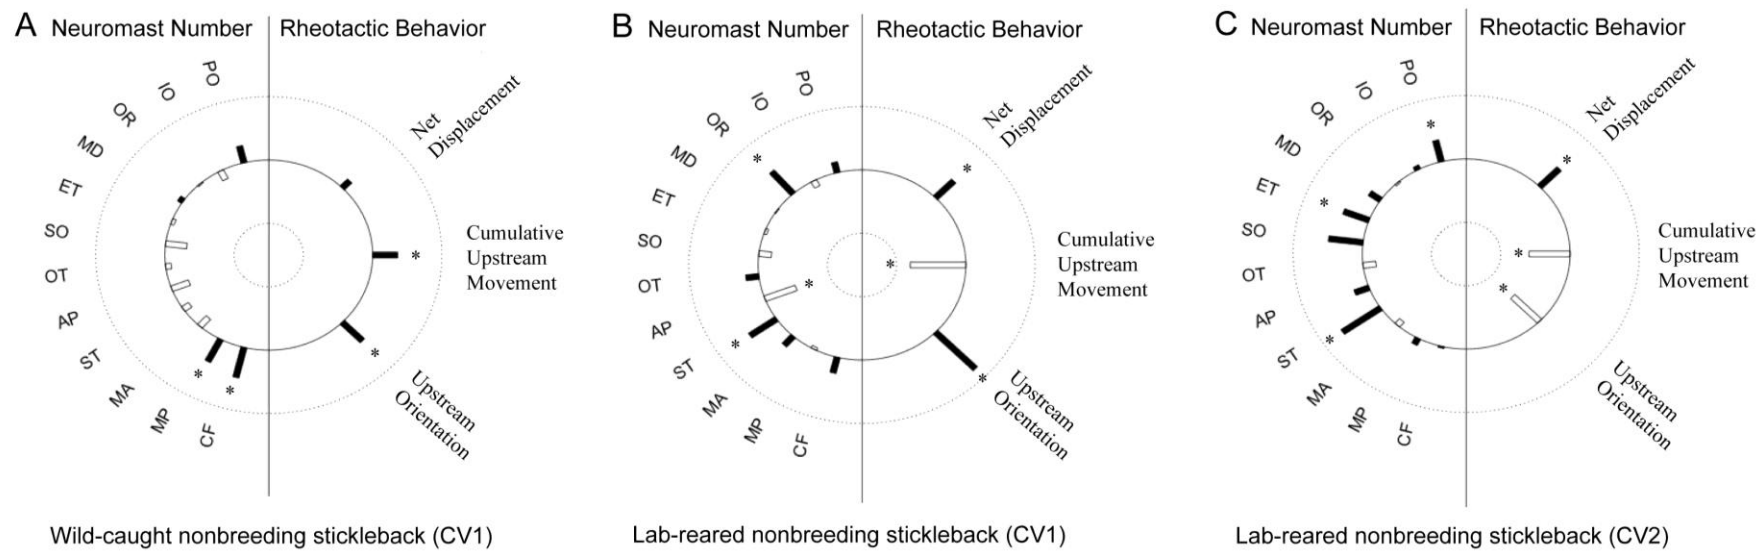 A Neuromast Number Rheotactic Behavior
PO
IO
OR
MD
ET
SO
OT
AP
ST
MA
MP
CF
Net
Displacement
Cumulative
Upstream
Movement
Upstream
Orientation
*
*
*
*
Wild-caught nonbreeding stickleback (CV1)
B Neuromast Number Rheotactic Behavior
PO
IO
OR
MD
ET
SO
OT
AP
ST
MA
MP
CF
Net
Displacement
Cumulative
Upstream
Movement
Upstream
Orientation
*
*
*
*
*
*
Lab-reared nonbreeding stickleback (CV1)
C Neuromast Number Rheotactic Behavior
PO
IO
OR
MD
ET
SO
OT
AP
ST
MA
MP
CF
Net
Displacement
Cumulative
Upstream
Movement
Upstream
Orientation
*
*
*
*
*
*
Lab-reared nonbreeding stickleback (CV2)